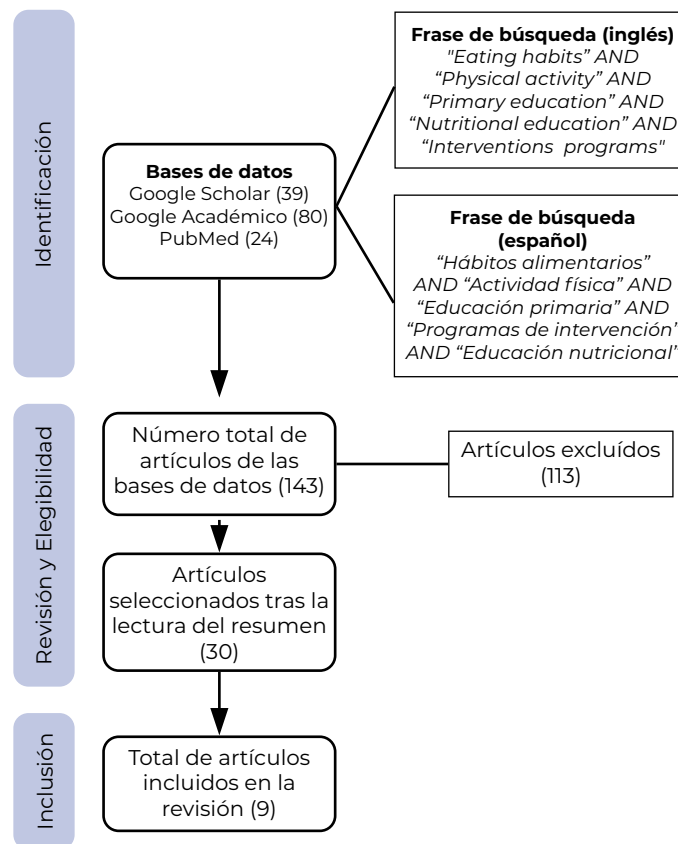 Identificación
Bases de datos
Google Scholar (39)
Google Académico (80)
PubMed (24)
Frase de búsqueda (inglés)
"Eating habits” AND
“Physical activity” AND
“Primary education” AND
“Nutritional education” AND
“Interventions programs"
Frase de búsqueda
(español)
“Hábitos alimentarios”
AND “Actividad física” AND
“Educación primaria” AND
“Programas de intervención”
AND “Educación nutricional”
Revisión y Elegibilidad
Número total de
artículos de las
bases de datos (143)
Artículos excluídos
(113)
Artículos
seleccionados tras la
lectura del resumen
(30)
Inclusión
Total de artículos
incluidos en la
revisión (9)